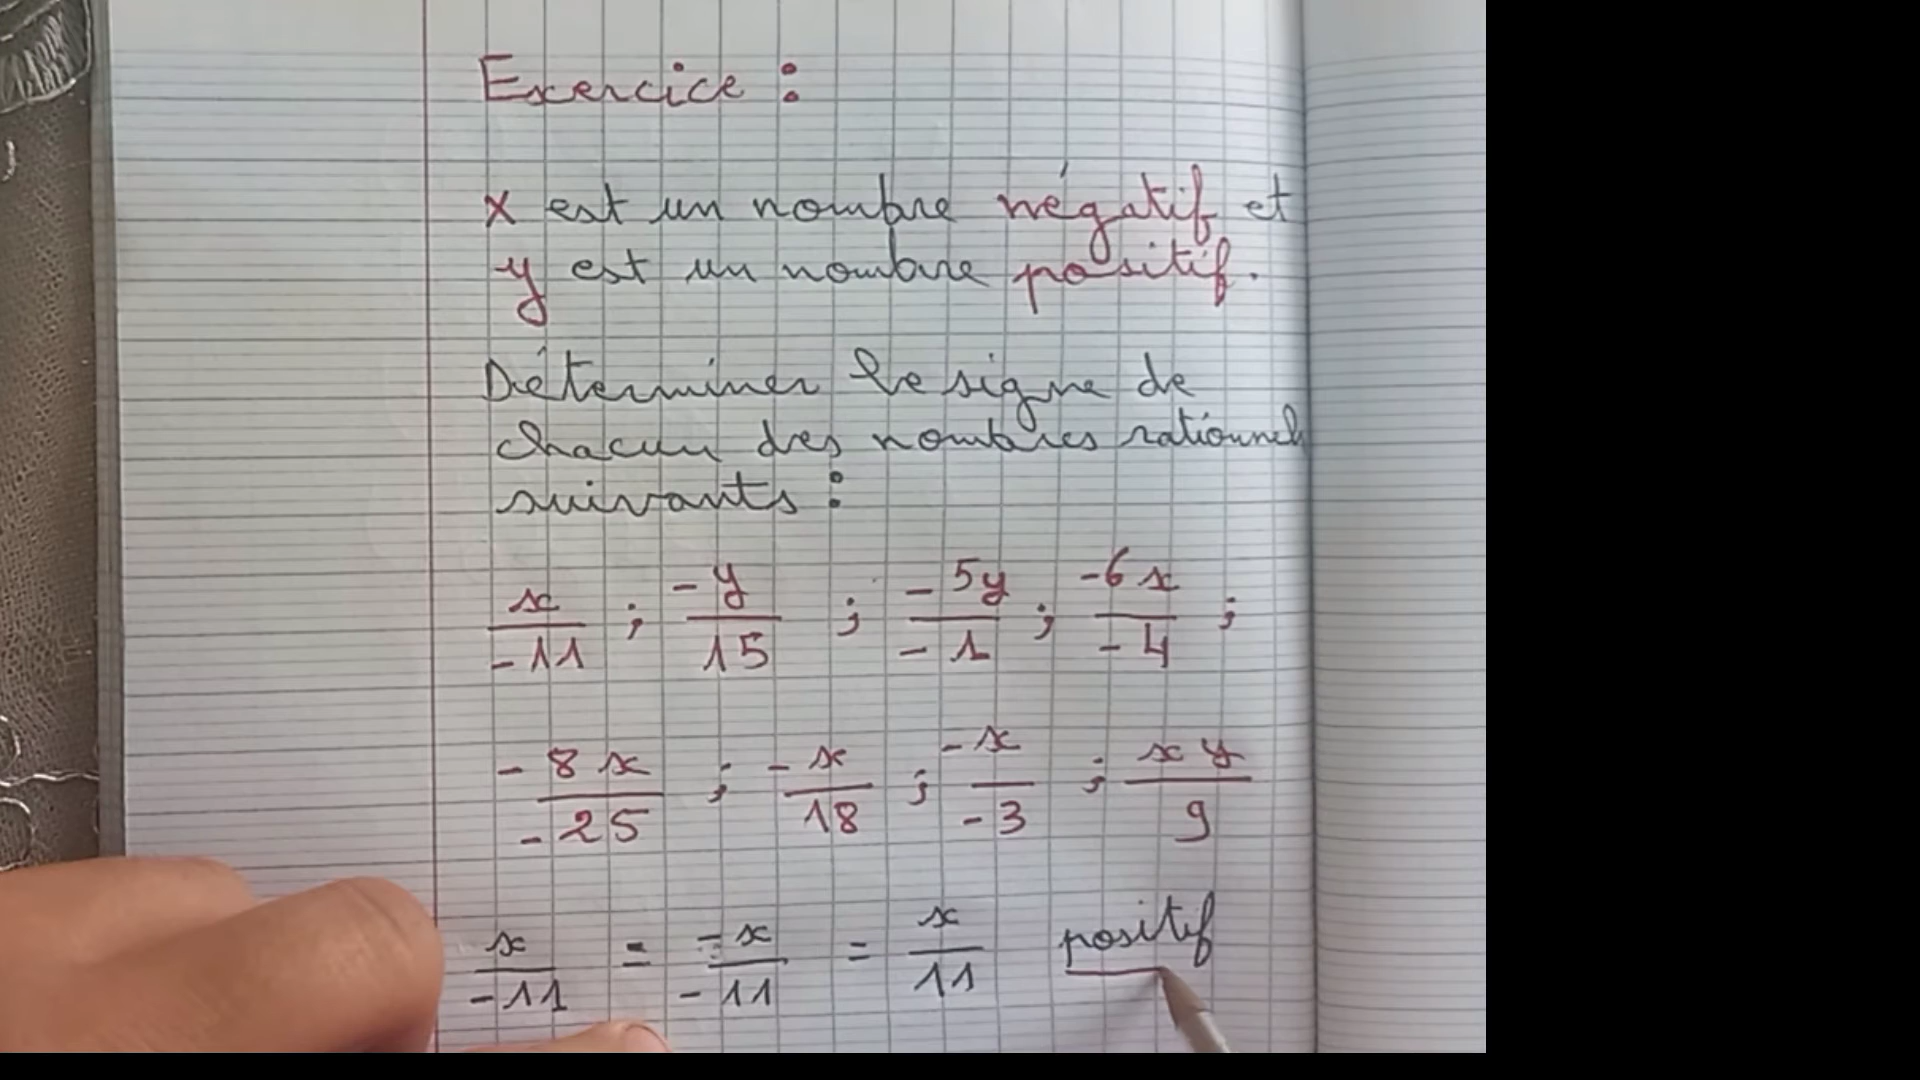 Exercice :
x est un nombre négatif et
y est un nombre positif.
Déterminer le signe de
chacun des nombres rationnels
suivants :
x/-11 ; -y/15 ; -5y/-1 ; -6x/-4 ;
-8x/-25 ; -x/18 ; -x/-3 ; xy/9
x/-11 = -x/-11 = x/11 positif